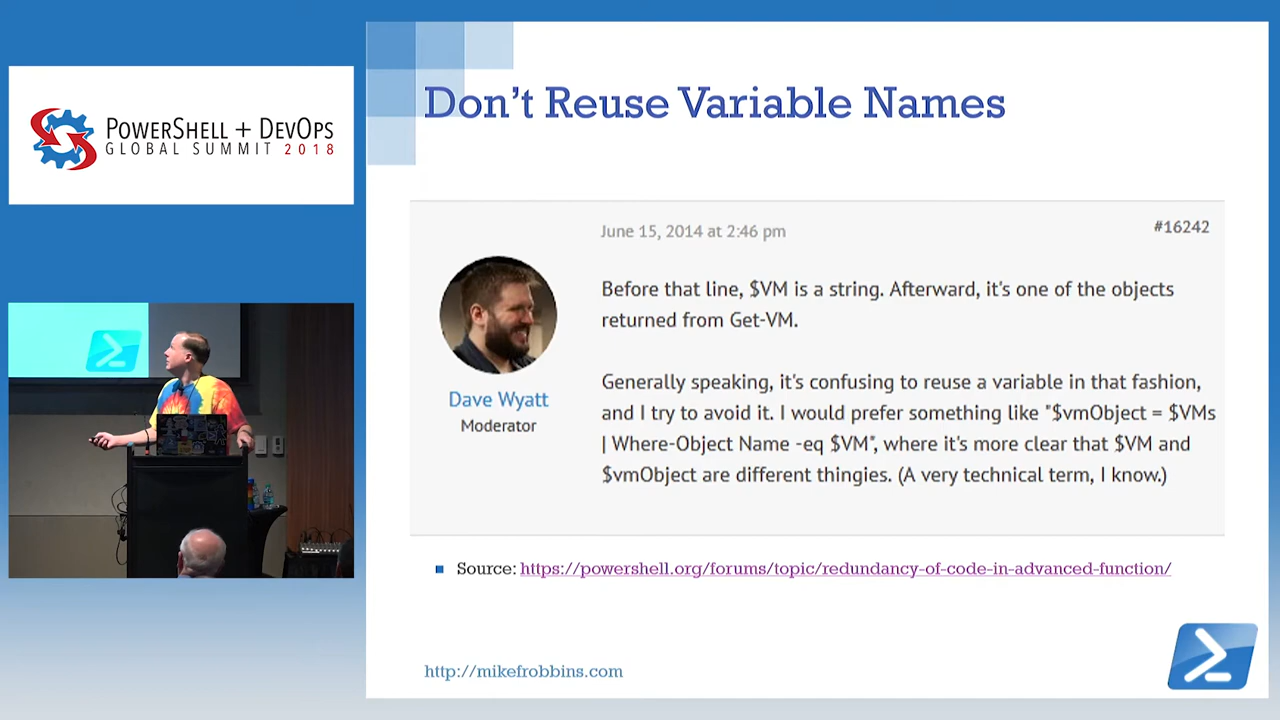 POWERSHELL + DEVOPS
GLOBAL SUMMIT 2018
Don't Reuse Variable Names
June 15, 2014 at 2:46 pm
#16242
Before that line, $VM is a string. Afterward, it's one of the objects
returned from Get-VM.
Generally speaking, it's confusing to reuse a variable in that fashion,
and I try to avoid it. I would prefer something like "$vmObject = $VMs
| Where-Object Name -eq $VM", where it's more clear that $VM and
$vmObject are different thingies. (A very technical term, I know.)
Dave Wyatt
Moderator
Source: https://powershell.org/forums/topic/redundancy-of-code-in-advanced-function/
http://mikefrobbins.com